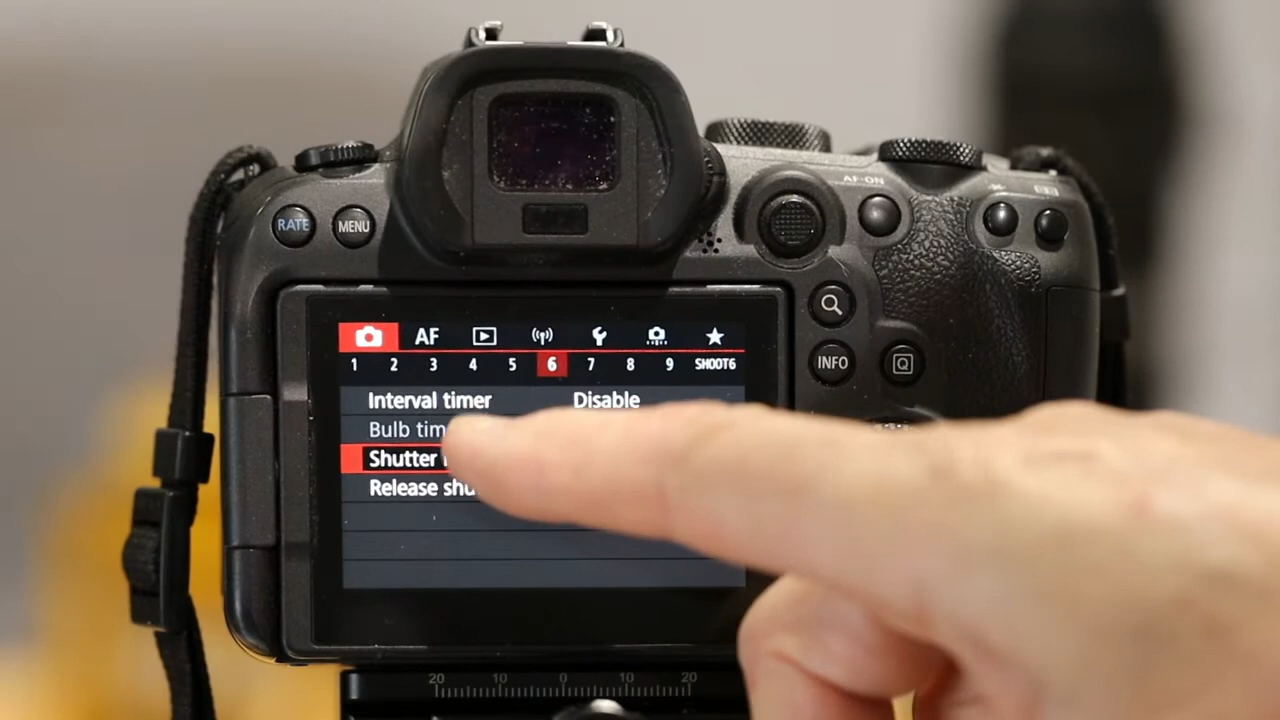 AF-ON
RATE
MENU
INFO
Q
AF
1 2 3 4 5 6 7 8 9 SHOOT6
Interval timer Disable
Bulb tim
Shutter
Release shu
20 10 0 10 20